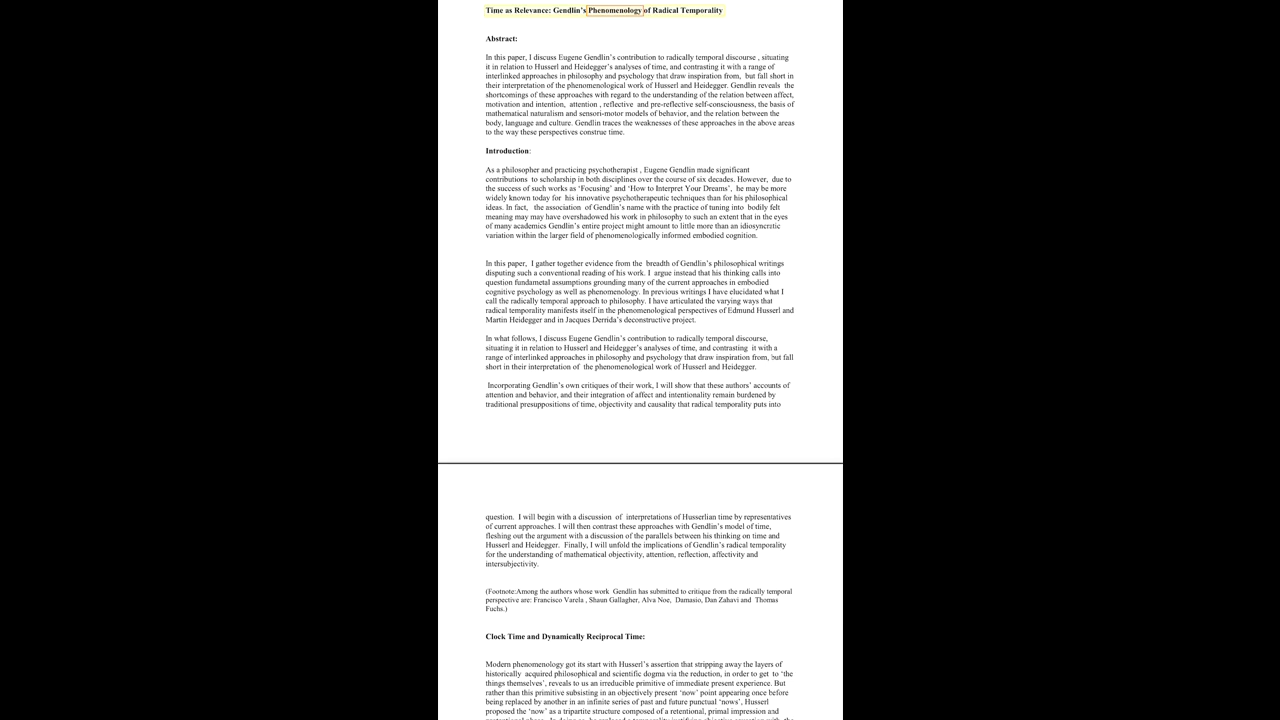 Time as Relevance: Gendlin's Phenomenology of Radical Temporality
Abstract:
In this paper, I discuss Eugene Gendlin's contribution to radically temporal discourse , situating
it in relation to Husserl and Heidegger's analyses of time, and contrasting it with a range of
interlinked approaches in philosophy and psychology that draw inspiration from, but fall short in
their interpretation of the phenomenological work of Husserl and Heidegger. Gendlin reveals the
shortcomings of these approaches with regard to the understanding of the relation between affect,
motivation and intention, attention , reflective and pre-reflective self-consciousness, the basis of
mathematical naturalism and sensori-motor models of behavior, and the relation between the
body, language and culture. Gendlin traces the weaknesses of these approaches in the above areas
to the way these perspectives construe time.
Introduction:
As a philosopher and practicing psychotherapist , Eugene Gendlin made significant
contributions to scholarship in both disciplines over the course of six decades. However, due to
the success of such works as 'Focusing' and 'How to Interpret Your Dreams', he may be more
widely known today for his innovative psychotherapeutic techniques than for his philosophical
ideas. In fact, the association of Gendlin's name with the practice of tuning into bodily felt
meaning may may have overshadowed his work in philosophy to such an extent that in the eyes
of many academics Gendlin's entire project might amount to little more than an idiosyncratic
variation within the larger field of phenomenologically informed embodied cognition.
In this paper, I gather together evidence from the breadth of Gendlin's philosophical writings
disputing such a conventional reading of his work. I argue instead that his thinking calls into
question fundametal assumptions grounding many of the current approaches in embodied
cognitive psychology as well as phenomenology. In previous writings I have elucidated what I
call the radically temporal approach to philosophy. I have articulated the varying ways that
radical temporality manifests itself in the phenomenological perspectives of Edmund Husserl and
Martin Heidegger and in Jacques Derrida's deconstructive project.
In what follows, I discuss Eugene Gendlin's contribution to radically temporal discourse,
situating it in relation to Husserl and Heidegger's analyses of time, and contrasting it with a
range of interlinked approaches in philosophy and psychology that draw inspiration from, but fall
short in their interpretation of the phenomenological work of Husserl and Heidegger.
Incorporating Gendlin's own critiques of their work, I will show that these authors' accounts of
attention and behavior, and their integration of affect and intentionality remain burdened by
traditional presuppositions of time, objectivity and causality that radical temporality puts into
question. I will begin with a discussion of interpretations of Husserlian time by representatives
of current approaches. I will then contrast these approaches with Gendlin's model of time,
fleshing out the argument with a discussion of the parallels between his thinking on time and
Husserl and Heidegger. Finally, I will unfold the implications of Gendlin's radical temporality
for the understanding of mathematical objectivity, attention, reflection, affectivity and
intersubjectivity.
(Footnote:Among the authors whose work Gendlin has submitted to critique from the radically temporal
perspective are: Francisco Varela , Shaun Gallagher, Alva Noe, Damasio, Dan Zahavi and Thomas
Fuchs.)
Clock Time and Dynamically Reciprocal Time:
Modern phenomenology got its start with Husserl's assertion that stripping away the layers of
historically acquired philosophical and scientific dogma via the reduction, in order to get to 'the
things themselves', reveals to us an irreducible primitive of immediate present experience. But
rather than this primitive subsisting in an objectively present 'now' point appearing once before
being replaced by another in an infinite series of past and future punctual 'nows', Husserl
proposed the 'now' as a tripartite structure composed of a retentional, primal impression and